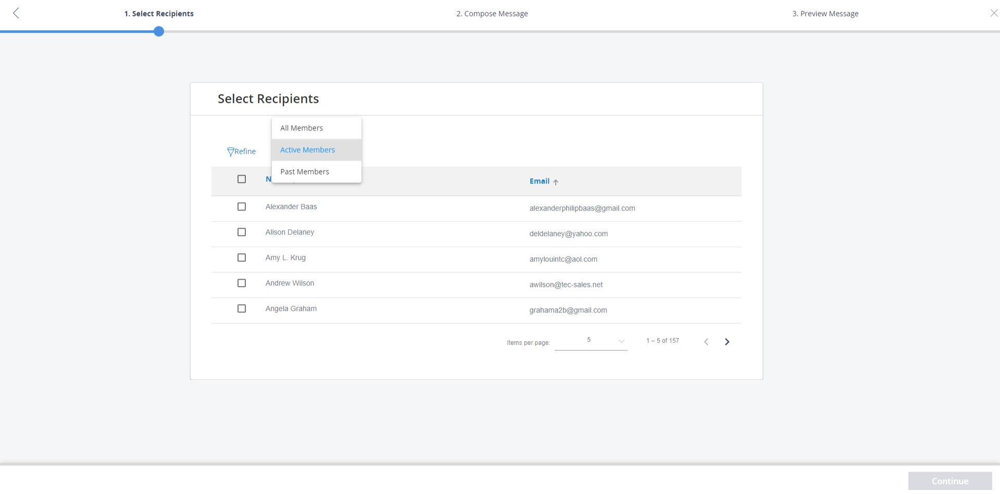 1. Select Recipients
2. Compose Message
3. Preview Message
Select Recipients
All Members
Active Members
Past Members
Refine
Email
Alexander Baas
alexanderphilipbaas@gmail.com
Alison Delaney
deldelaney@yahoo.com
Amy L. Krug
amylouintc@aol.com
Andrew Wilson
awilson@tec-sales.net
Angela Graham
grahama2b@gmail.com
Items per page: 5 1 – 5 of 157
Continue